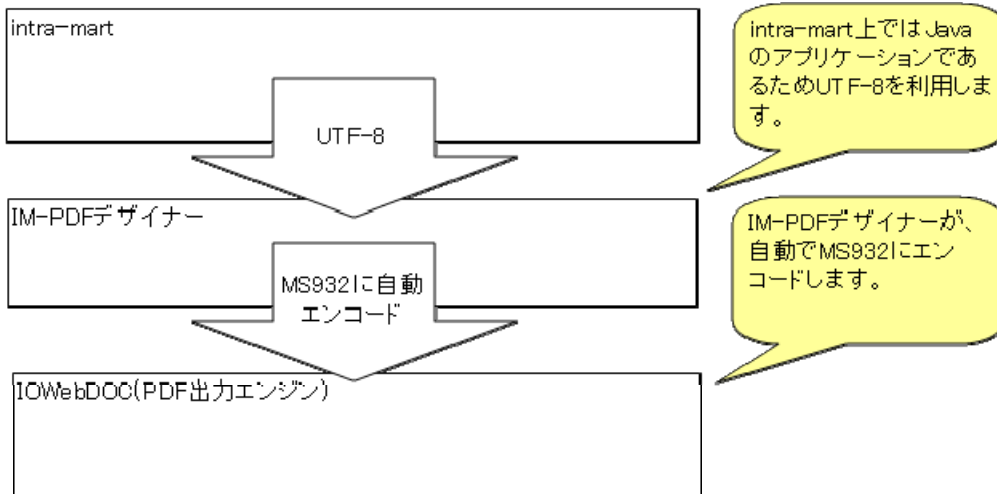 intra-mart
UTF-8
intra-mart上ではJava
のアプリケーションであ
るためUTF-8を利用しま
す。
IM-PDFデザイナー
MS932に自動
エンコード
IM-PDFデザイナーが、
自動でMS932にエン
コードします。
IOWebDOC(PDF出力エンジン)